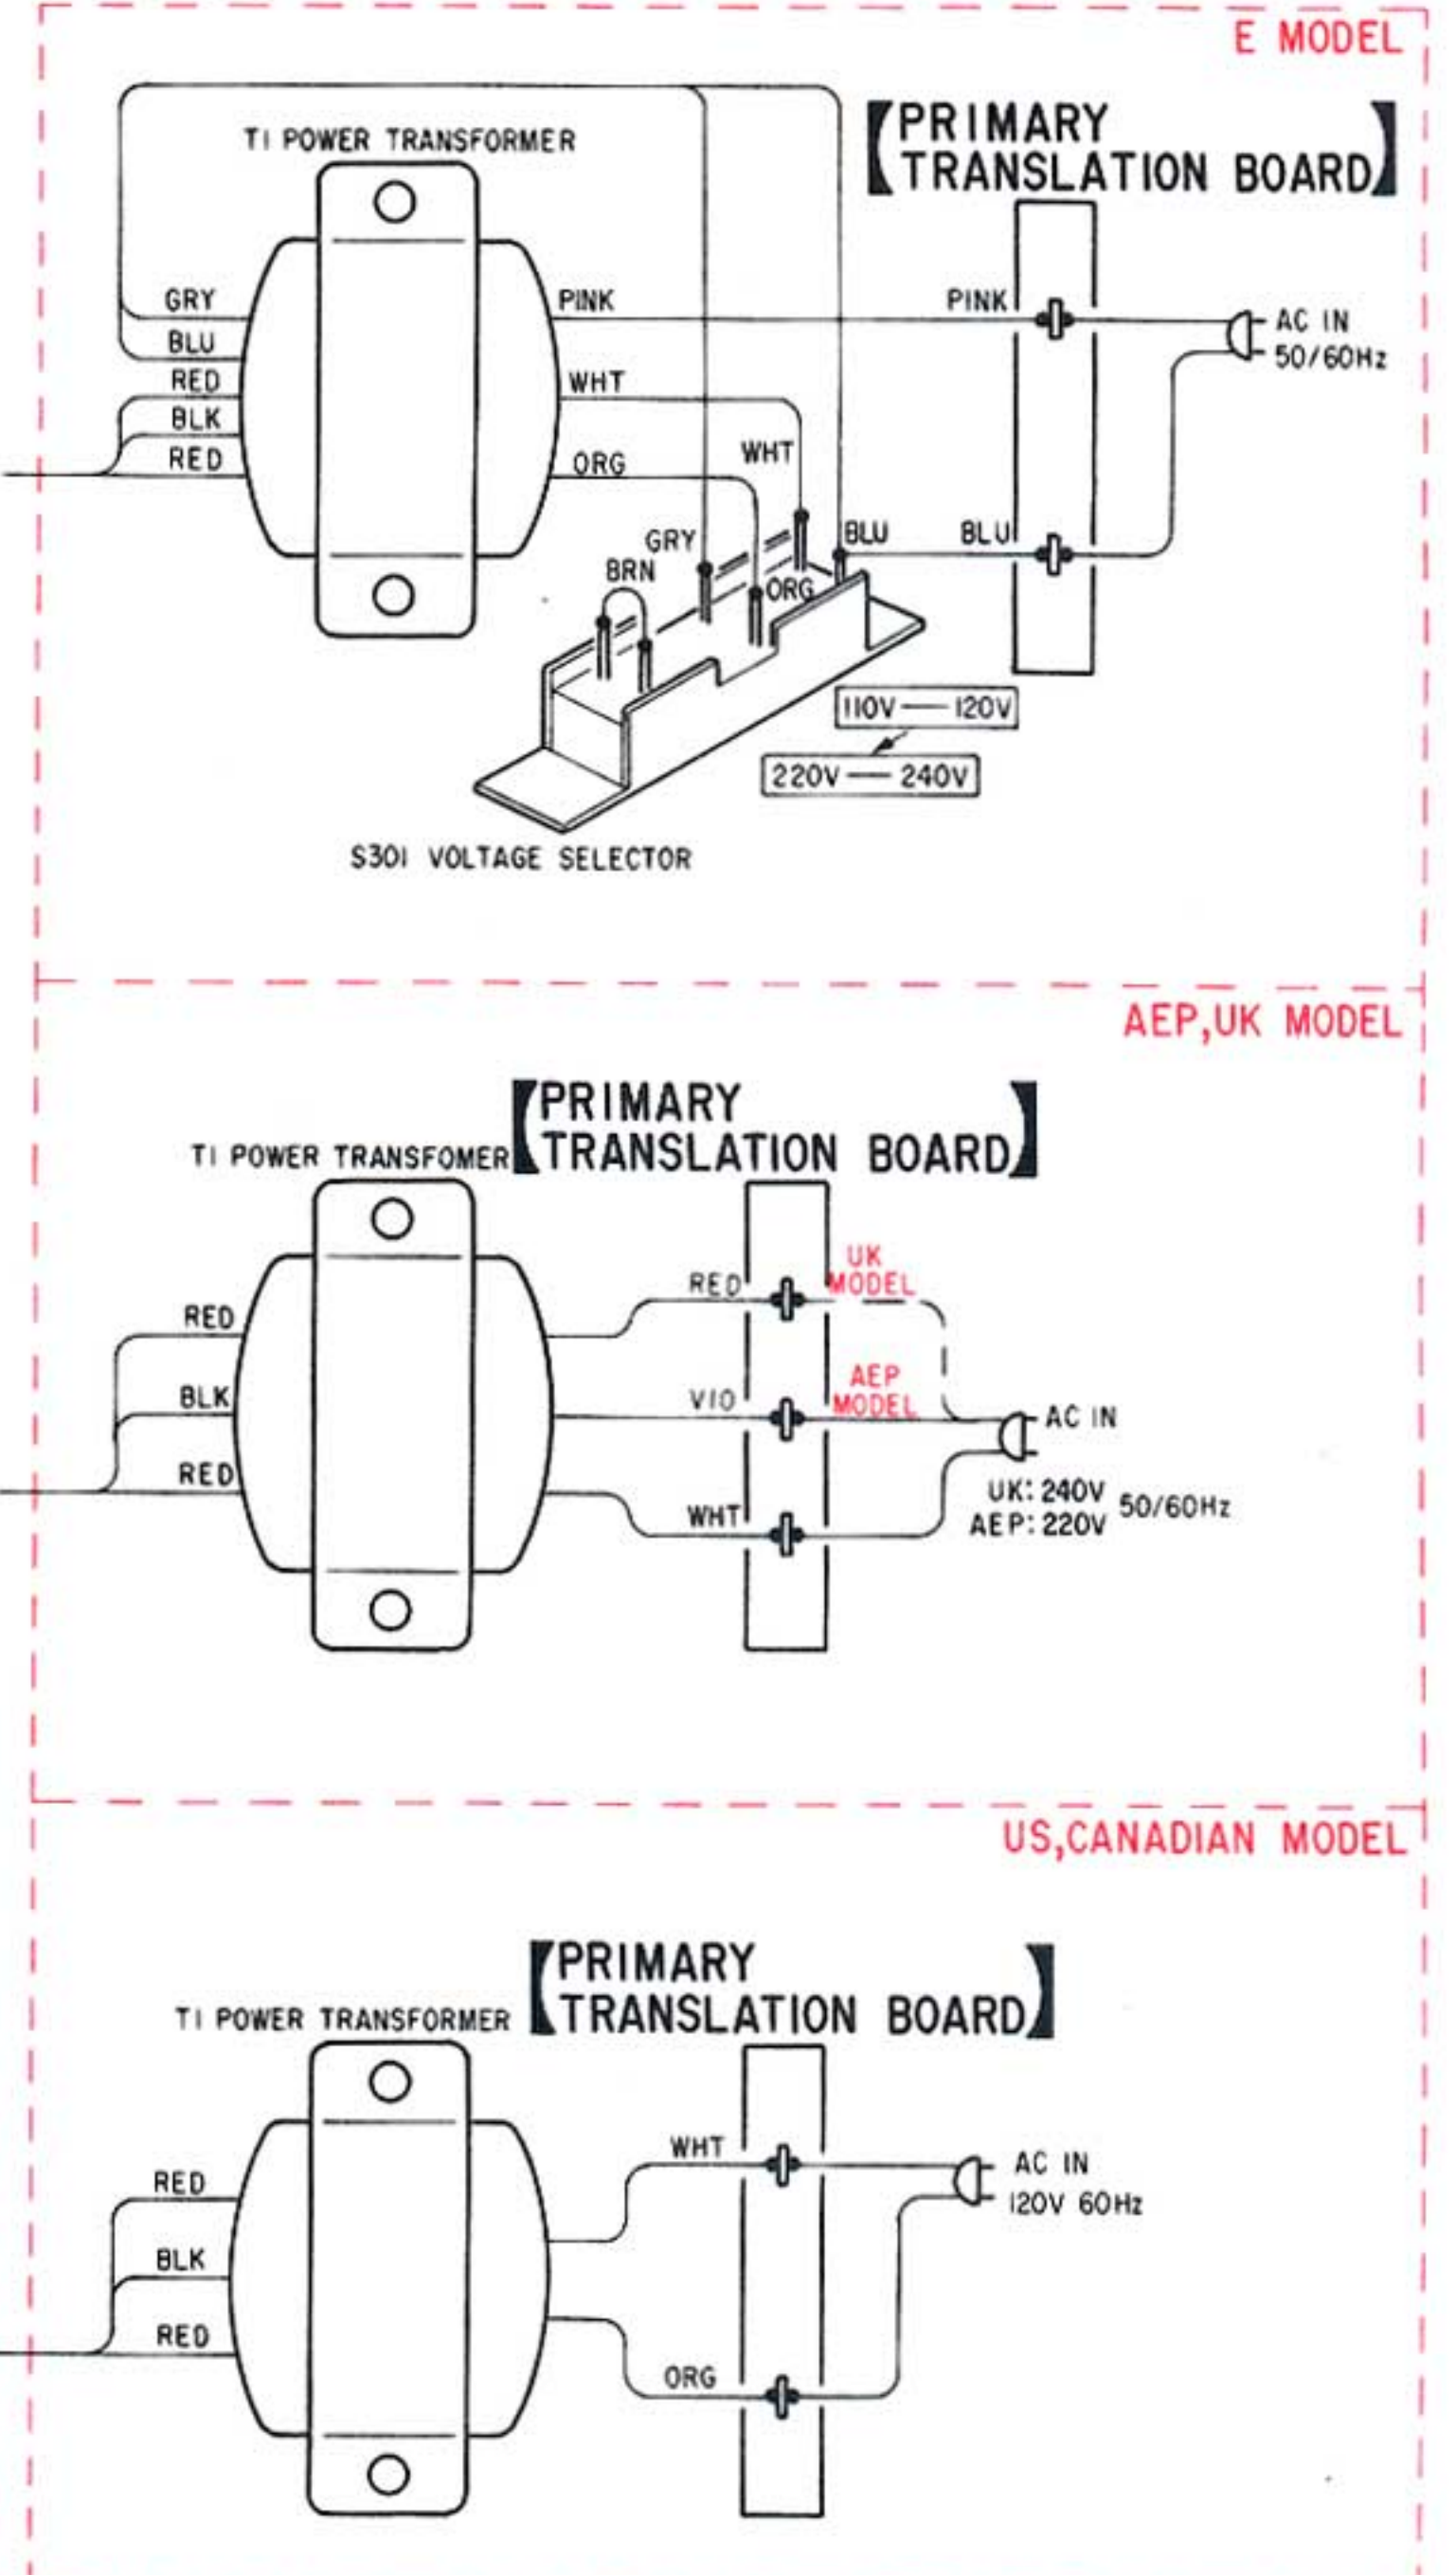 E MODEL
T1 POWER TRANSFORMER
【PRIMARY
TRANSLATION BOARD】
GRY
BLU
RED
BLK
RED
PINK
WHT
ORG
PINK
AC IN
50/60Hz
WHT
GRY
BRN
ORG
BLU
BLU
110V — 120V
220V — 240V
S301 VOLTAGE SELECTOR
AEP,UK MODEL
【PRIMARY
TRANSLATION BOARD】
T1 POWER TRANSFOMER
RED
BLK
RED
RED
VIO
WHT
UK
MODEL
AEP
MODEL
AC IN
UK: 240V
AEP: 220V
50/60Hz
US,CANADIAN MODEL
【PRIMARY
TRANSLATION BOARD】
T1 POWER TRANSFORMER
RED
BLK
RED
WHT
ORG
AC IN
120V 60Hz